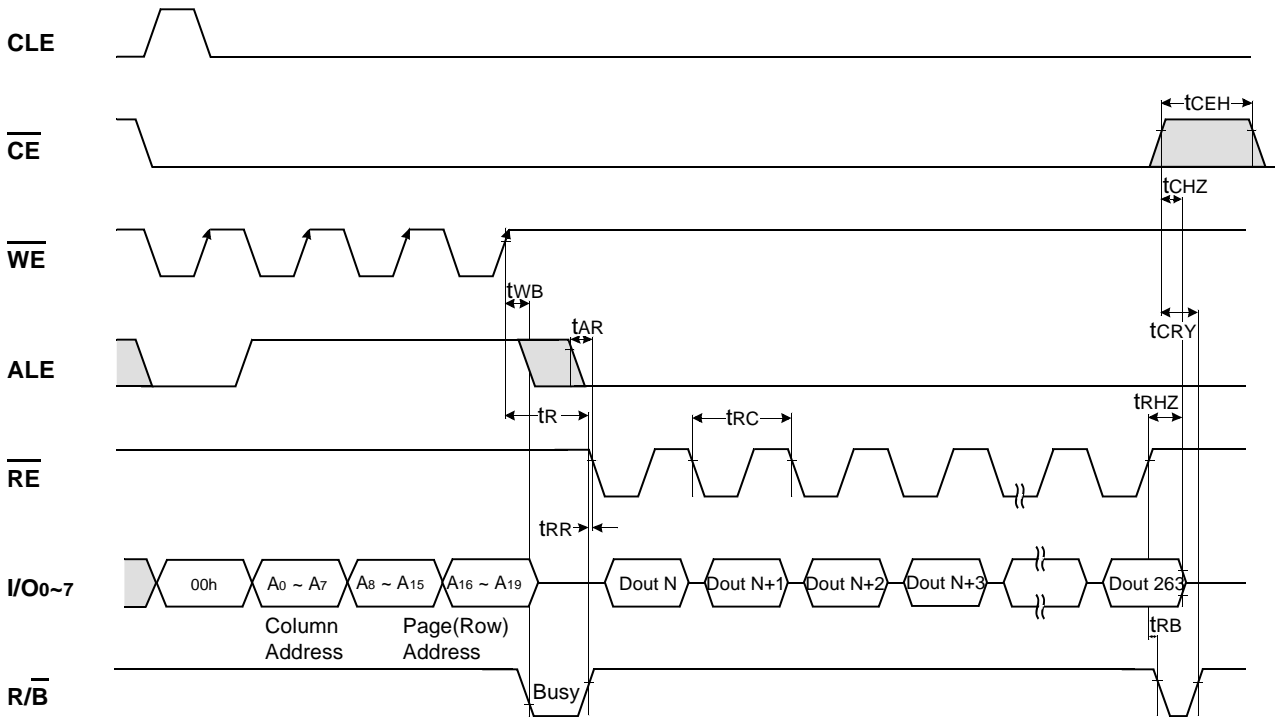 CLE
tCEH
CE
tCHZ
WE
tWB
tAR
tCRY
ALE
tR
tRC
tRHZ
RE
tRR
I/O0~7
00h
A0 ~ A7
A8 ~ A15
A16 ~ A19
Dout N
Dout N+1
Dout N+2
Dout N+3
Dout 263
Column
Address
Page(Row)
Address
tRB
R/B
Busy